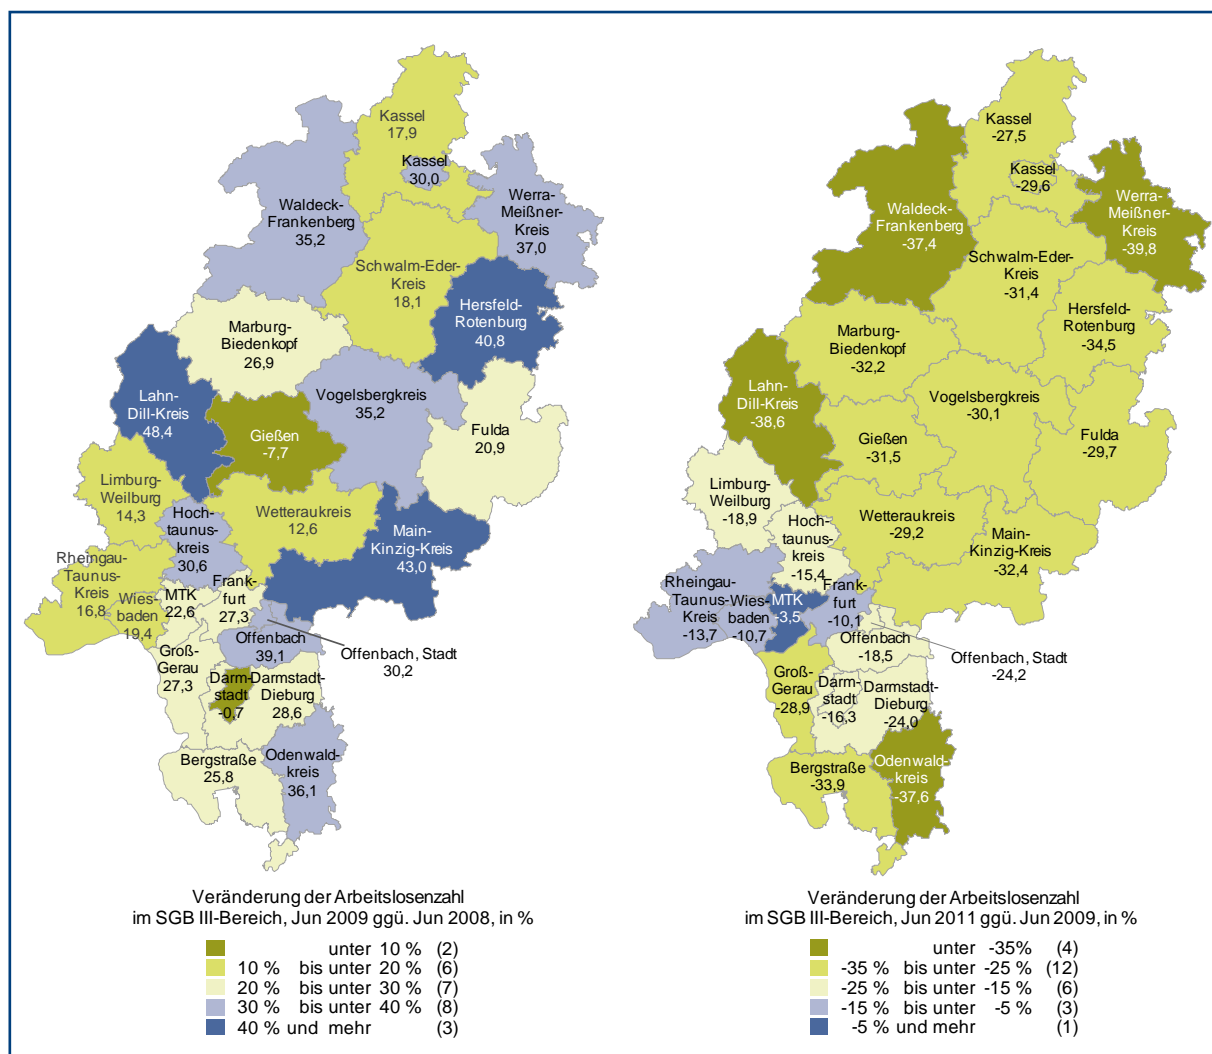 Kassel
17,9
Kassel
30,0
Waldeck-
Frankenberg
35,2
Werra-
Meißner-
Kreis
37,0
Schwalm-Eder-
Kreis
18,1
Hersfeld-
Rotenburg
40,8
Marburg-
Biedenkopf
26,9
Lahn-
Dill-Kreis
48,4
Vogelsbergkreis
35,2
Gießen
-7,7
Fulda
20,9
Limburg-
Weilburg
14,3
Hoch-
taunus-
kreis
30,6
Wetteraukreis
12,6
Main-
Kinzig-Kreis
43,0
Rheingau-
Taunus-
Kreis
16,8
Wies-
baden
19,4
MTK
22,6
Frank-
furt
27,3
Offenbach
39,1
Offenbach, Stadt
30,2
Groß-
Gerau
27,3
Darm-
stadt
-0,7
Darmstadt-
Dieburg
28,6
Bergstraße
25,8
Odenwald-
kreis
36,1
Veränderung der Arbeitslosenzahl
im SGB III-Bereich, Jun 2009 ggü. Jun 2008, in %
unter 10 % (2)
10 % bis unter 20 % (6)
20 % bis unter 30 % (7)
30 % bis unter 40 % (8)
40 % und mehr (3)
Kassel
-27,5
Kassel
-29,6
Waldeck-
Frankenberg
-37,4
Werra-
Meißner-
Kreis
-39,8
Schwalm-Eder-
Kreis
-31,4
Hersfeld-
Rotenburg
-34,5
Marburg-
Biedenkopf
-32,2
Lahn-
Dill-Kreis
-38,6
Vogelsbergkreis
-30,1
Gießen
-31,5
Fulda
-29,7
Limburg-
Weilburg
-18,9
Hoch-
taunus-
kreis
-15,4
Wetteraukreis
-29,2
Main-
Kinzig-Kreis
-32,4
Rheingau-
Taunus-
Kreis
-13,7
Wies-
baden
-10,7
MTK
-3,5
Frank-
furt
-10,1
Offenbach
-18,5
Offenbach, Stadt
-24,2
Groß-
Gerau
-28,9
Darm-
stadt
-16,3
Darmstadt-
Dieburg
-24,0
Bergstraße
-33,9
Odenwald-
kreis
-37,6
Veränderung der Arbeitslosenzahl
im SGB III-Bereich, Jun 2011 ggü. Jun 2009, in %
unter -35% (4)
-35 % bis unter -25 % (12)
-25 % bis unter -15 % (6)
-15 % bis unter -5 % (3)
-5 % und mehr (1)